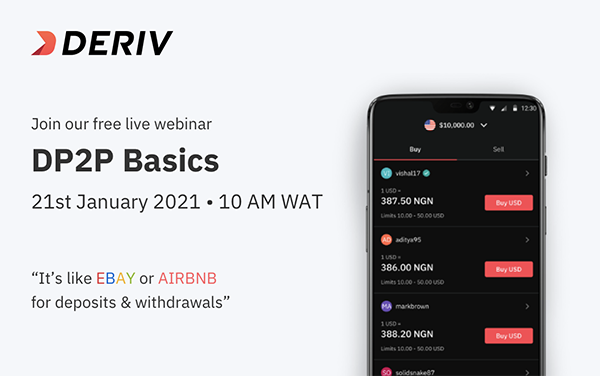 DERIV
Join our free live webinar
DP2P Basics
21st January 2021 • 10 AM WAT
“It’s like EBAY or AIRBNB
for deposits & withdrawals”
12:30
$10,000.00
Buy Sell
VI vishal17
1 USD =
387.50 NGN
Limits 10.00 - 50.00 USD
Buy USD
AD aditya95
1 USD =
386.00 NGN
Limits 10.00 - 50.00 USD
Buy USD
MA markbrown
1 USD =
388.20 NGN
Limits 10.00 - 50.00 USD
Buy USD
SO solidsnake87